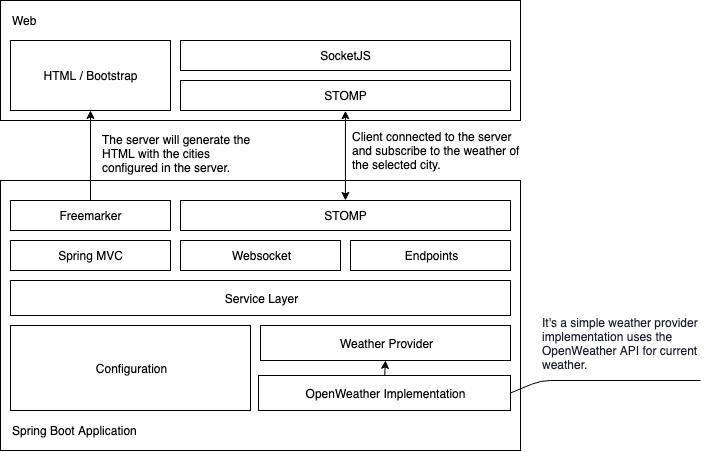 Web
HTML / Bootstrap
SocketJS
STOMP
The server will generate the
HTML with the cities
configured in the server.
Client connected to the server
and subscribe to the weather of
the selected city.
Freemarker
STOMP
Spring MVC
Websocket
Endpoints
Service Layer
Configuration
Weather Provider
OpenWeather Implementation
It's a simple weather provider
implementation uses the
OpenWeather API for current
weather.
Spring Boot Application